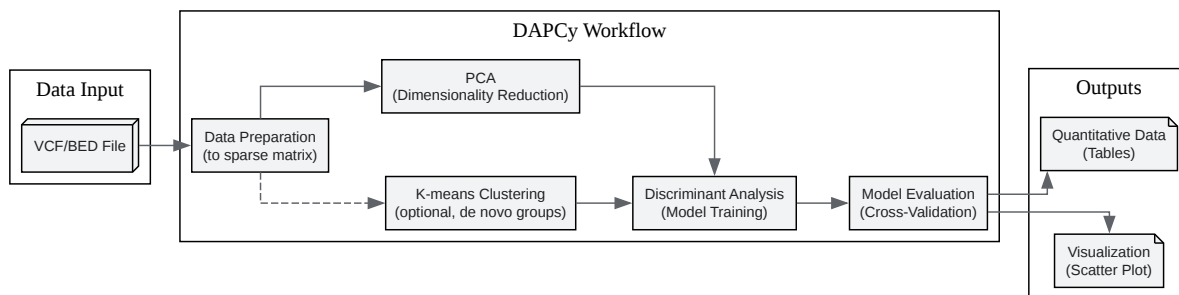 DAPCy Workflow
Data Input
VCF/BED File
Data Preparation
(to sparse matrix)
PCA
(Dimensionality Reduction)
K-means Clustering
(optional, de novo groups)
Discriminant Analysis
(Model Training)
Model Evaluation
(Cross-Validation)
Outputs
Quantitative Data
(Tables)
Visualization
(Scatter Plot)